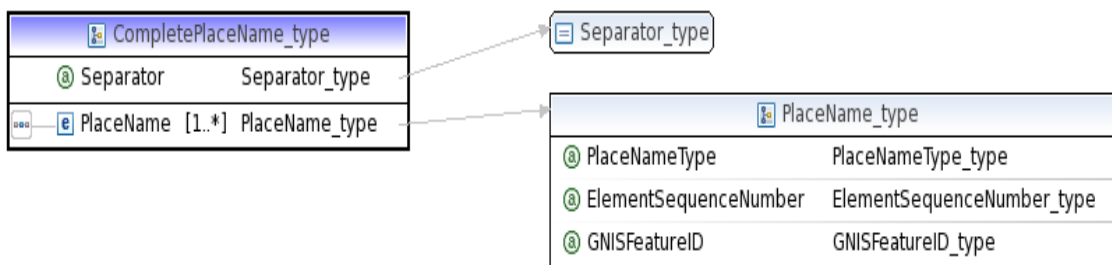 CompletePlaceName_type
Separator Separator_type
PlaceName [1..*] PlaceName_type
Separator_type
PlaceName_type
PlaceNameType PlaceNameType_type
ElementSequenceNumber ElementSequenceNumber_type
GNISFeatureID GNISFeatureID_type